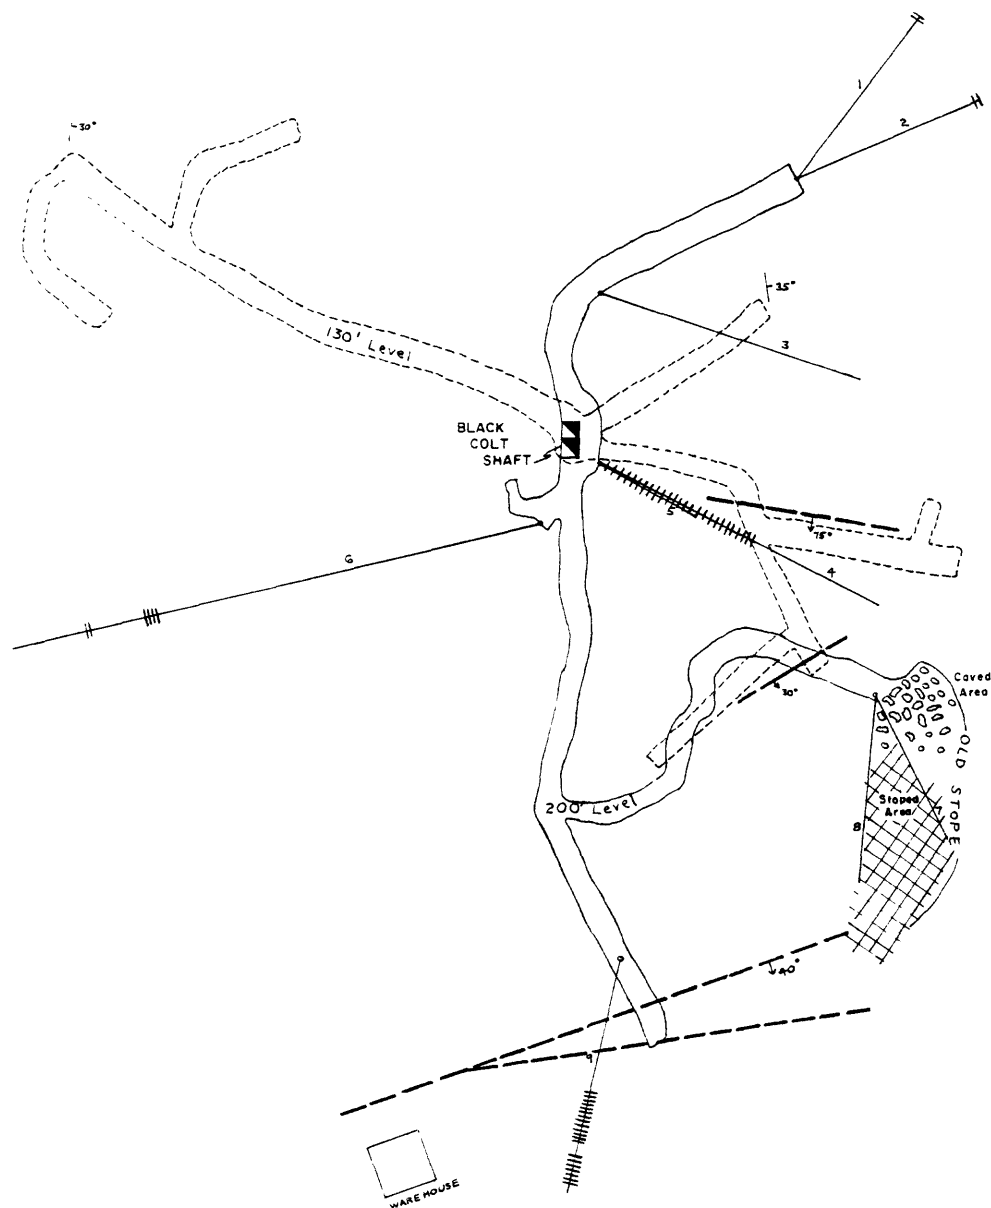 1
2
30°
35°
130' Level
3
BLACK
COLT
SHAFT
5
75°
6
4
Caved
Area
30°
OLD STOPE
200' Level
Stoped
Area
7
8
40°
9
WAREHOUSE